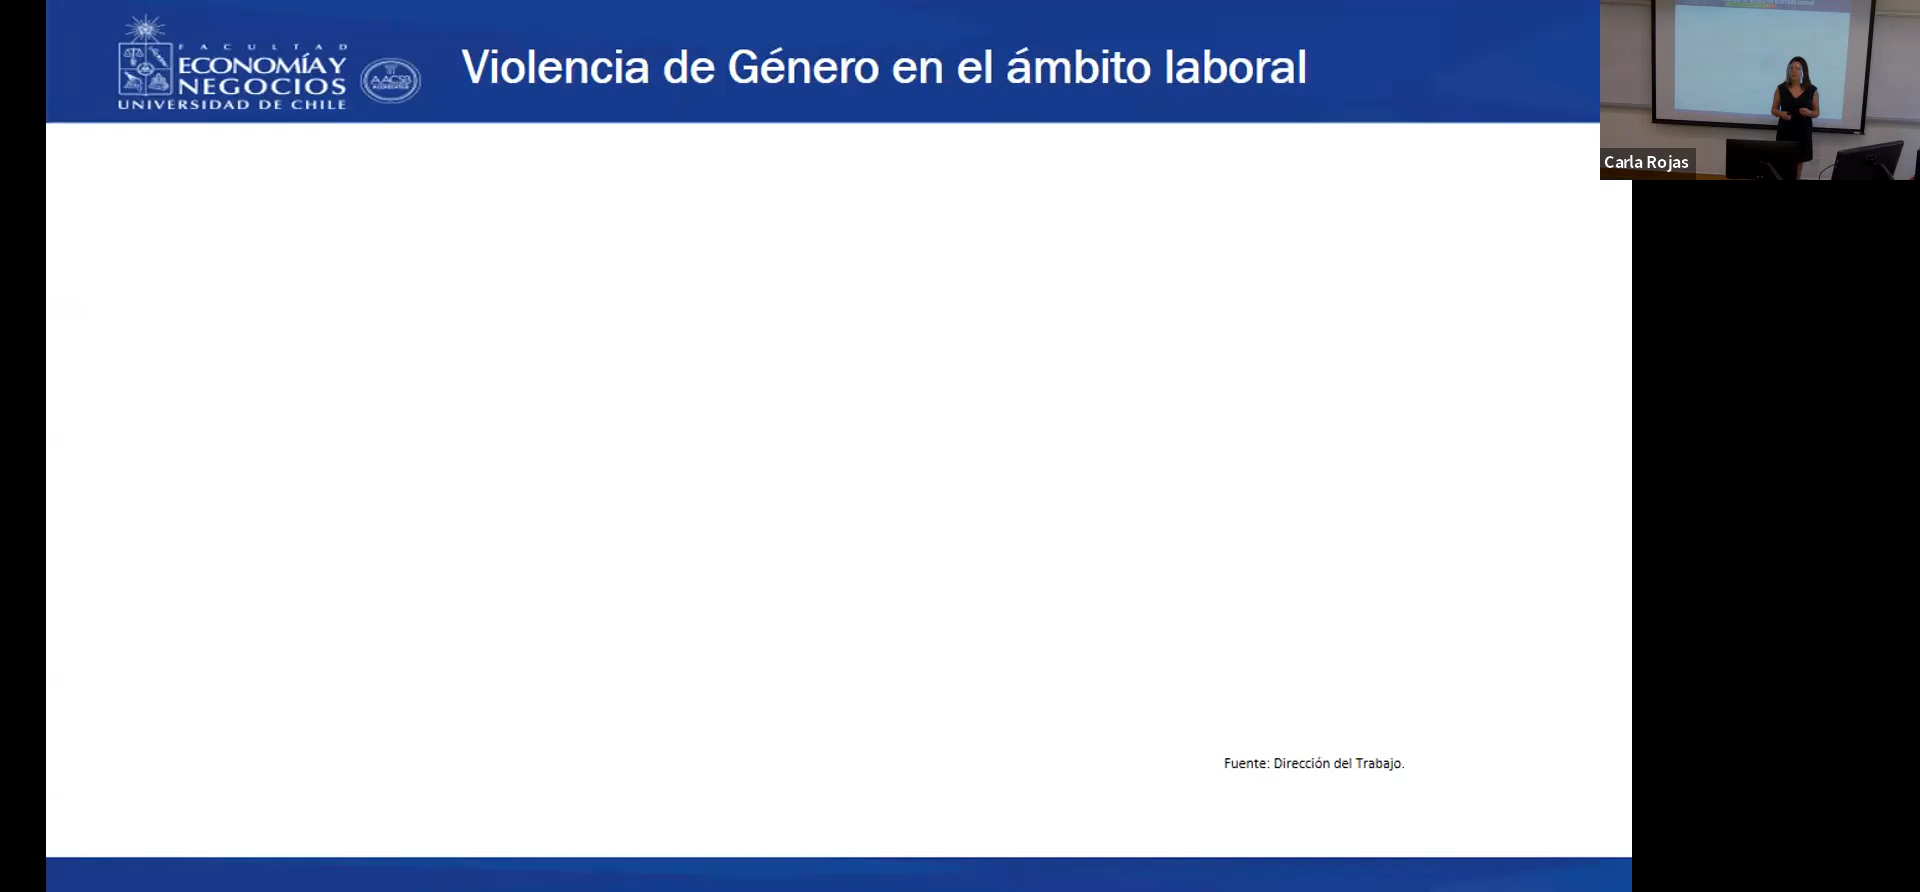 FACULTAD
ECONOMÍA Y
NEGOCIOS
UNIVERSIDAD DE CHILE
AACSB
Violencia de Género en el ámbito laboral
Carla Rojas
Fuente: Dirección del Trabajo.